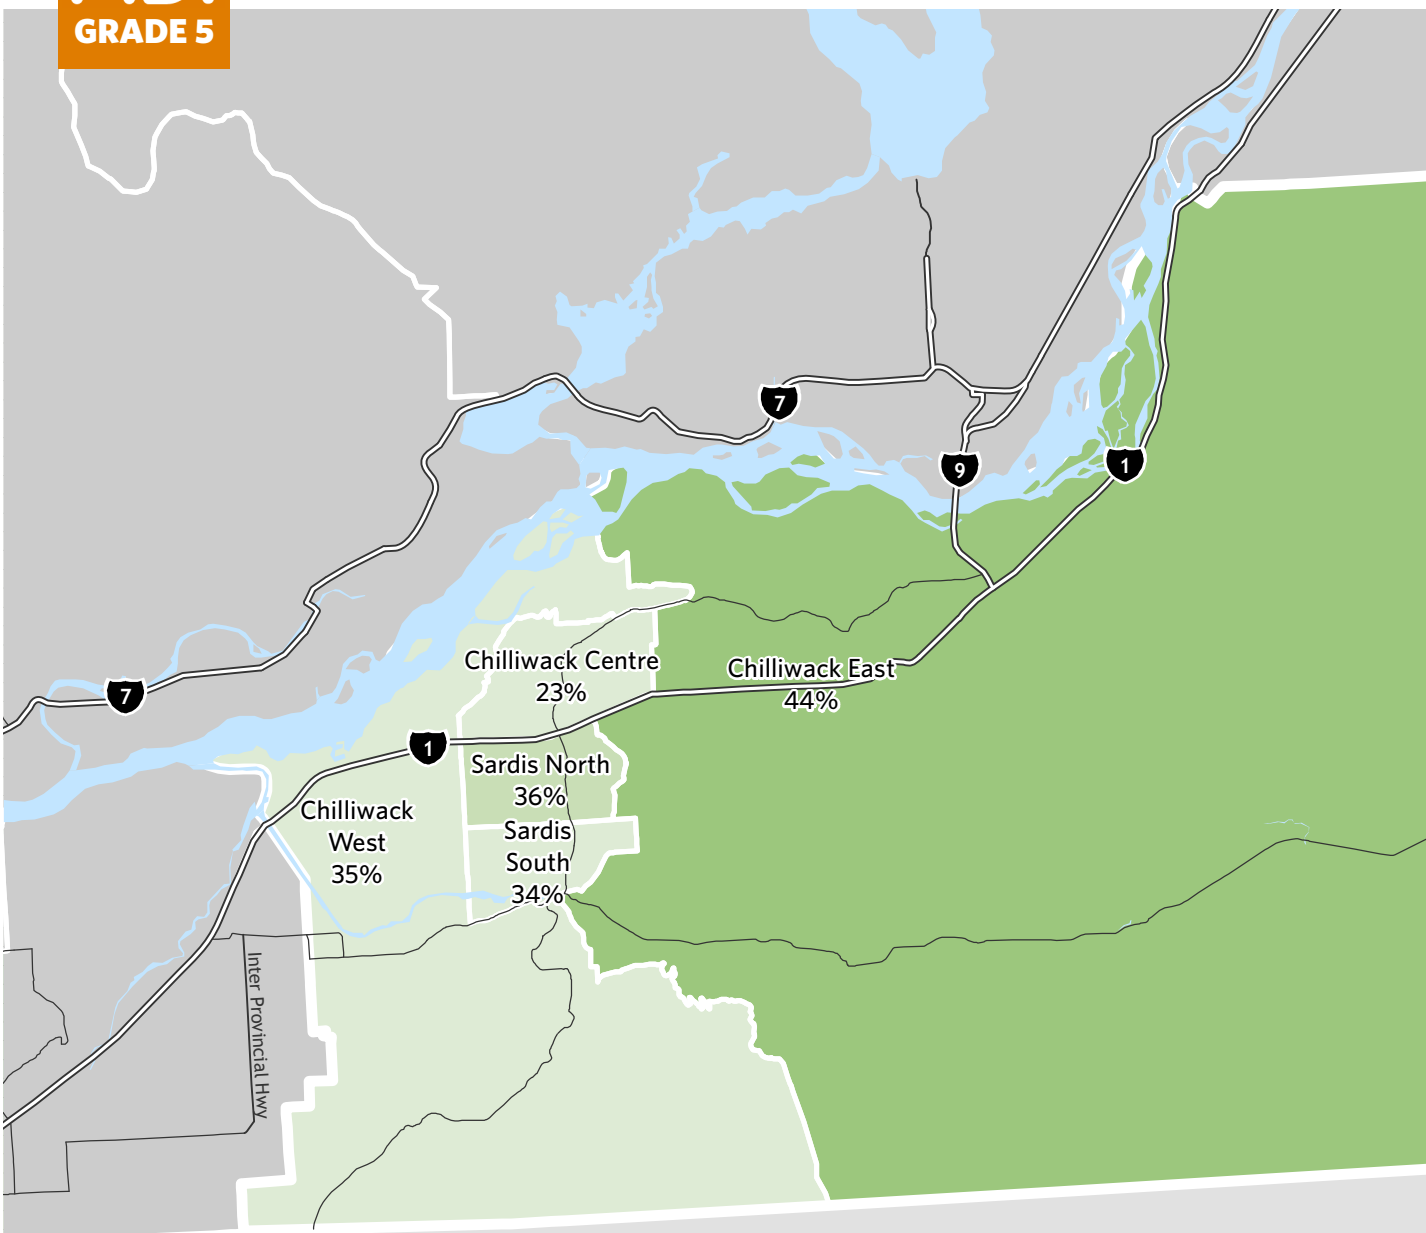 GRADE 5
7
9
1
Chilliwack Centre
23%
Chilliwack East
44%
7
1
Sardis North
36%
Chilliwack
West
35%
Sardis
South
34%
Inter Provincial Hwy